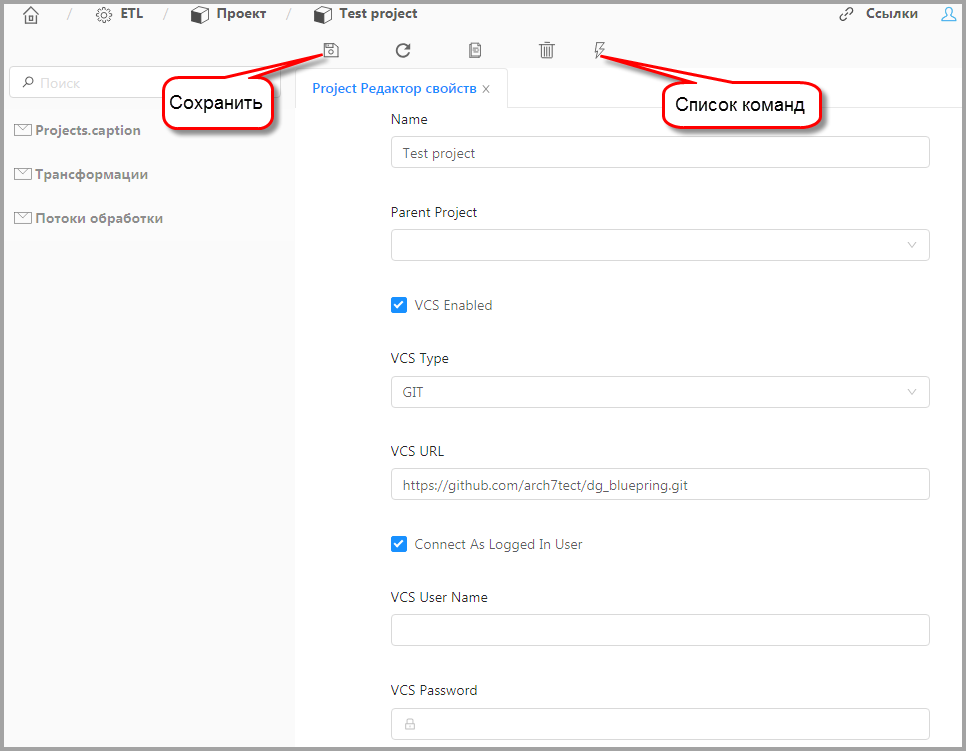 / ETL / Проект / Test project Ссылки
Поиск
Сохранить
Список команд
Projects.caption
Трансформации
Потоки обработки
Project Редактор свойств ×
Name
Test project
Parent Project
VCS Enabled
VCS Type
GIT
VCS URL
https://github.com/arch7tect/dg_bluepring.git
Connect As Logged In User
VCS User Name
VCS Password